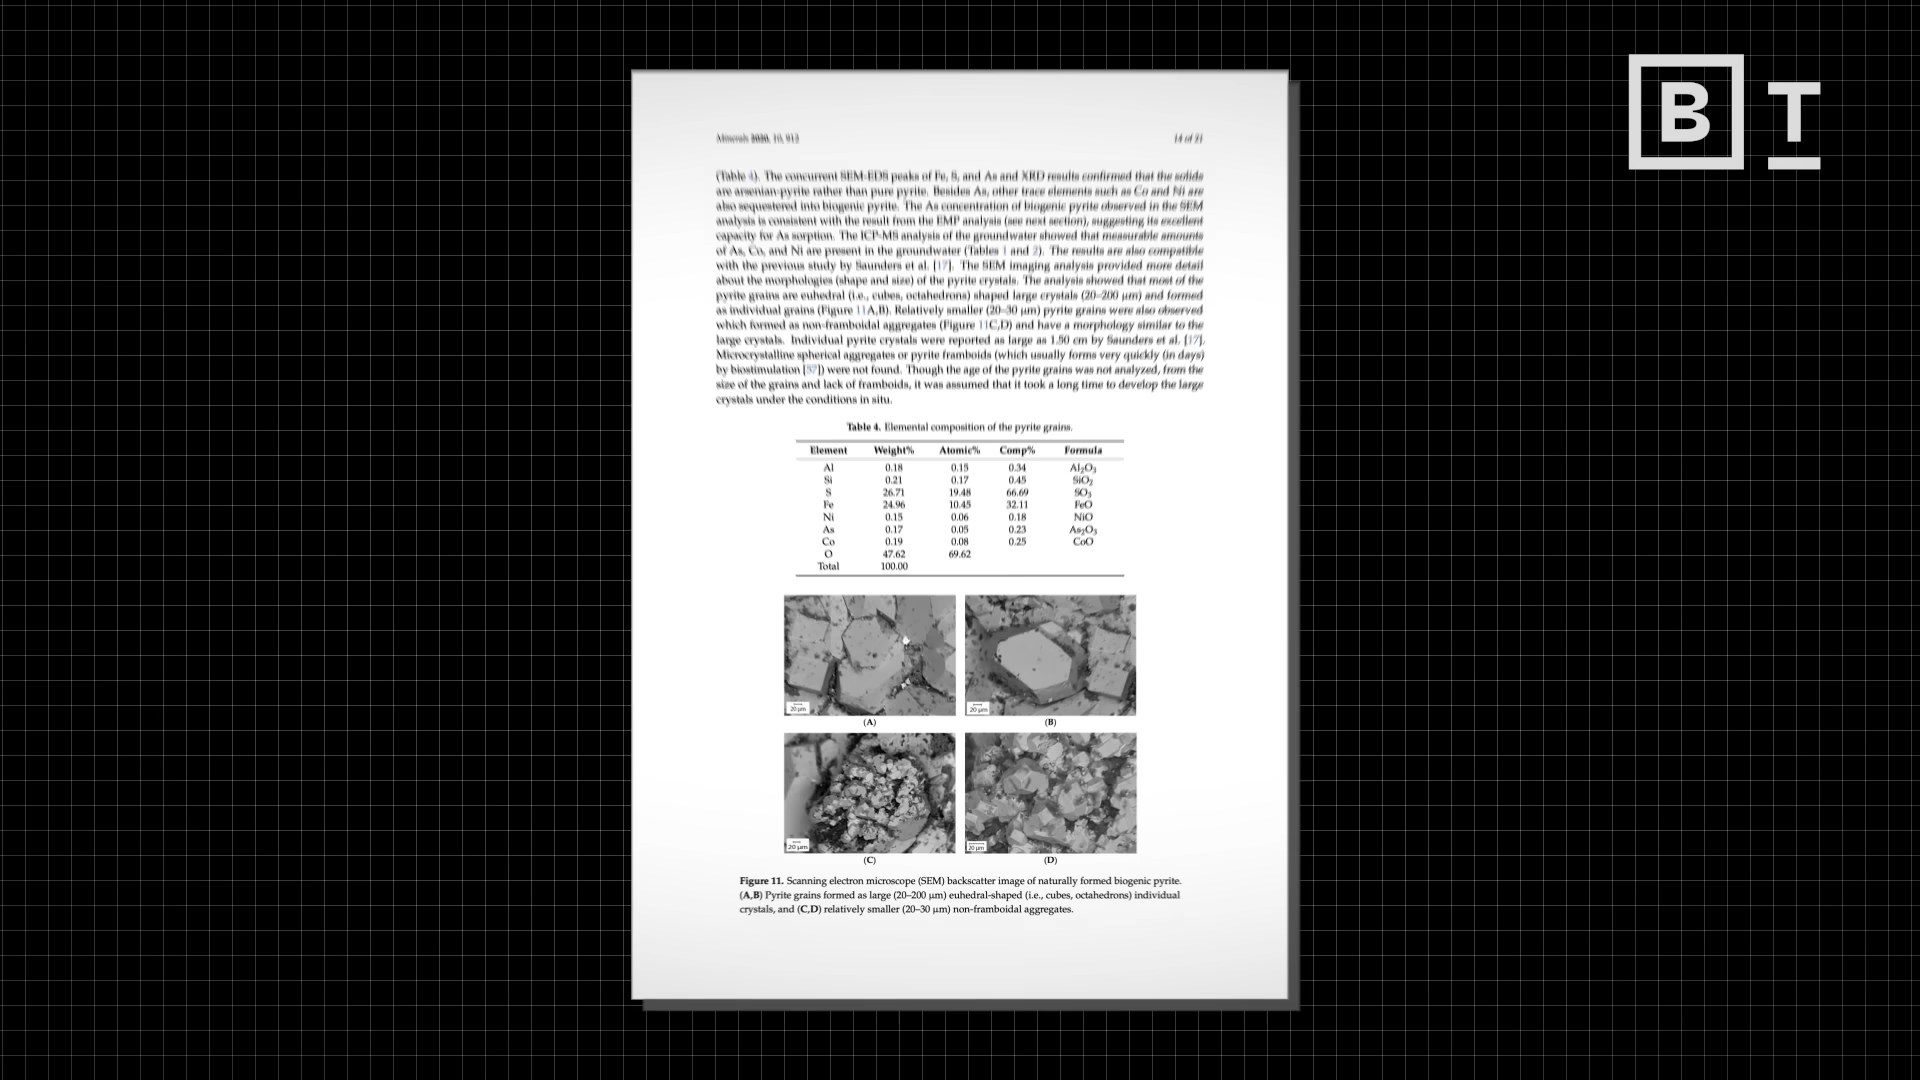 B T
Minerals 2020, 10, 912
14 of 21
(Table 4). The concurrent SEM-EDS peaks of Fe, S, and As and XRD results confirmed that the solids
are arsenian-pyrite rather than pure pyrite. Besides As, other trace elements such as Co and Ni are
also sequestered into biogenic pyrite. The As concentration of biogenic pyrite observed in the SEM
analysis is consistent with the result from the EMP analysis (see next section), suggesting its excellent
capacity for As sorption. The ICP-MS analysis of the groundwater showed that measurable amounts
of As, Co, and Ni are present in the groundwater (Tables 1 and 2). The results are also compatible
with the previous study by Saunders et al. [17]. The SEM imaging analysis provided more detail
about the morphologies (shape and size) of the pyrite crystals. The analysis showed that most of the
pyrite grains are euhedral (i.e., cubes, octahedrons) shaped large crystals (20–200 μm) and formed
as individual grains (Figure 11A,B). Relatively smaller (20–30 μm) pyrite grains were also observed
which formed as non-framboidal aggregates (Figure 11C,D) and have a morphology similar to the
large crystals. Individual pyrite crystals were reported as large as 1.50 cm by Saunders et al. [17].
Microcrystalline spherical aggregates or pyrite framboids (which usually forms very quickly (in days)
by biostimulation [57]) were not found. Though the age of the pyrite grains was not analyzed, from the
size of the grains and lack of framboids, it was assumed that it took a long time to develop the large
crystals under the conditions in situ.
Table 4. Elemental composition of the pyrite grains.
Element Weight% Atomic% Comp% Formula
Al 0.18 0.15 0.34 Al₂O₃
Si 0.21 0.17 0.45 SiO₂
S 26.71 19.48 66.69 SO₃
Fe 24.96 10.45 32.11 FeO
Ni 0.15 0.06 0.18 NiO
As 0.17 0.05 0.23 As₂O₃
Co 0.19 0.08 0.25 CoO
O 47.62 69.62
Total 100.00
20 μm
20 μm
(A)
(B)
20 μm
20 μm
(C)
(D)
Figure 11. Scanning electron microscope (SEM) backscatter image of naturally formed biogenic pyrite.
(A,B) Pyrite grains formed as large (20–200 μm) euhedral-shaped (i.e., cubes, octahedrons) individual
crystals, and (C,D) relatively smaller (20–30 μm) non-framboidal aggregates.